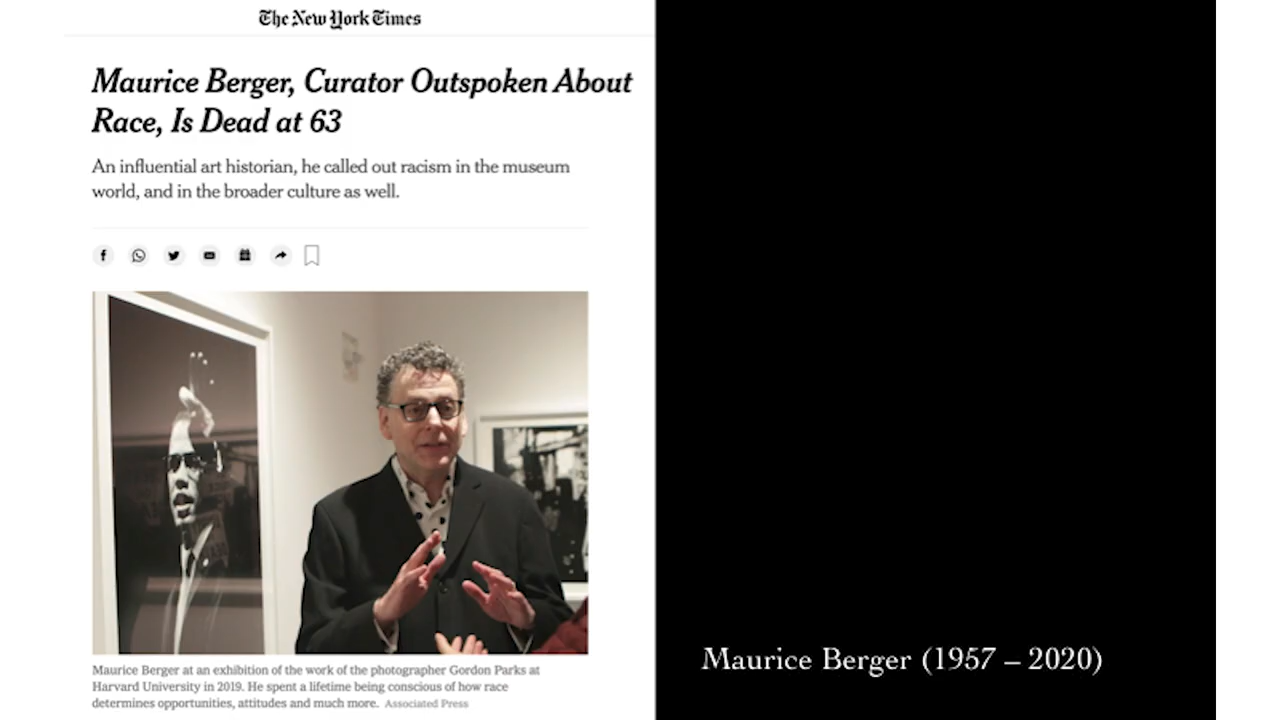 The New York Times
Maurice Berger, Curator Outspoken About
Race, Is Dead at 63
An influential art historian, he called out racism in the museum
world, and in the broader culture as well.
Maurice Berger at an exhibition of the work of the photographer Gordon Parks at
Harvard University in 2019. He spent a lifetime being conscious of how race
determines opportunities, attitudes and much more. Associated Press
Maurice Berger (1957 – 2020)